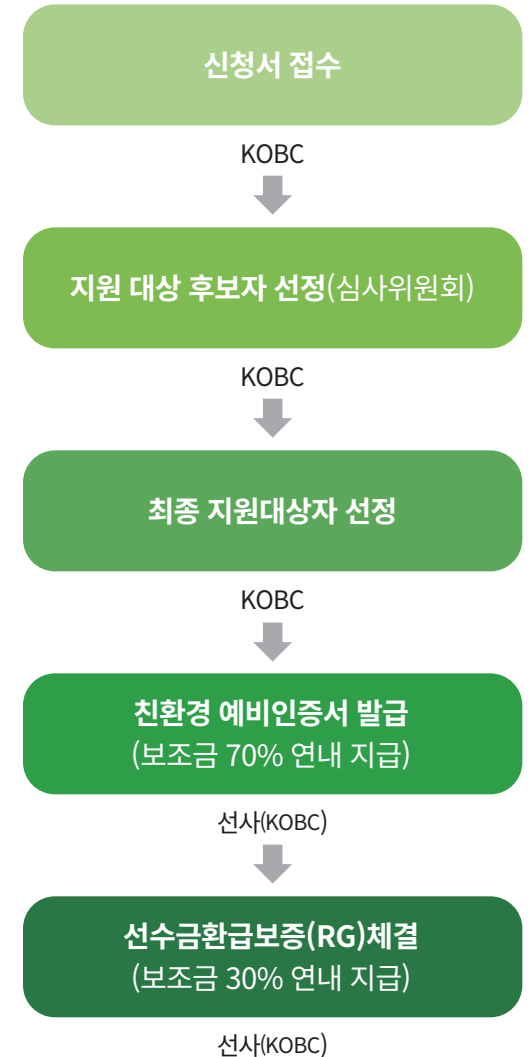 신청서 접수
KOBC
지원 대상 후보자 선정(심사위원회)
KOBC
최종 지원대상자 선정
KOBC
친환경 예비인증서 발급
(보조금 70% 연내 지급)
선사(KOBC)
선수금환급보증(RG)체결
(보조금 30% 연내 지급)
선사(KOBC)